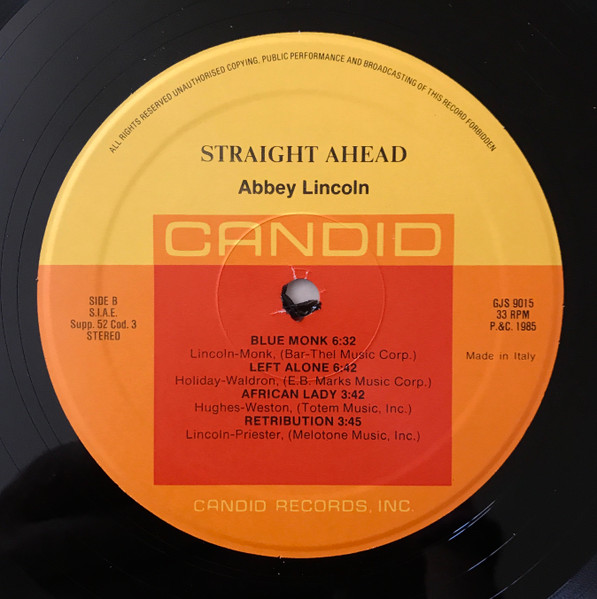 ALL RIGHTS RESERVED UNAUTHORISED COPYING, PUBLIC PERFORMANCE AND BROADCASTING OF THIS RECORD FORBIDDEN
STRAIGHT AHEAD
Abbey Lincoln
CANDID
SIDE B
S.I.A.E.
Supp. 52 Cod. 3
STEREO
GJS 9015
33 RPM
P.&C. 1985
Made in Italy
BLUE MONK 6:32
Lincoln-Monk, (Bar-Thel Music Corp.)
LEFT ALONE 6:42
Holiday-Waldron, (E.B. Marks Music Corp.)
AFRICAN LADY 3:42
Hughes-Weston, (Totem Music, Inc.)
RETRIBUTION 3:45
Lincoln-Priester, (Melotone Music, Inc.)
CANDID RECORDS, INC.